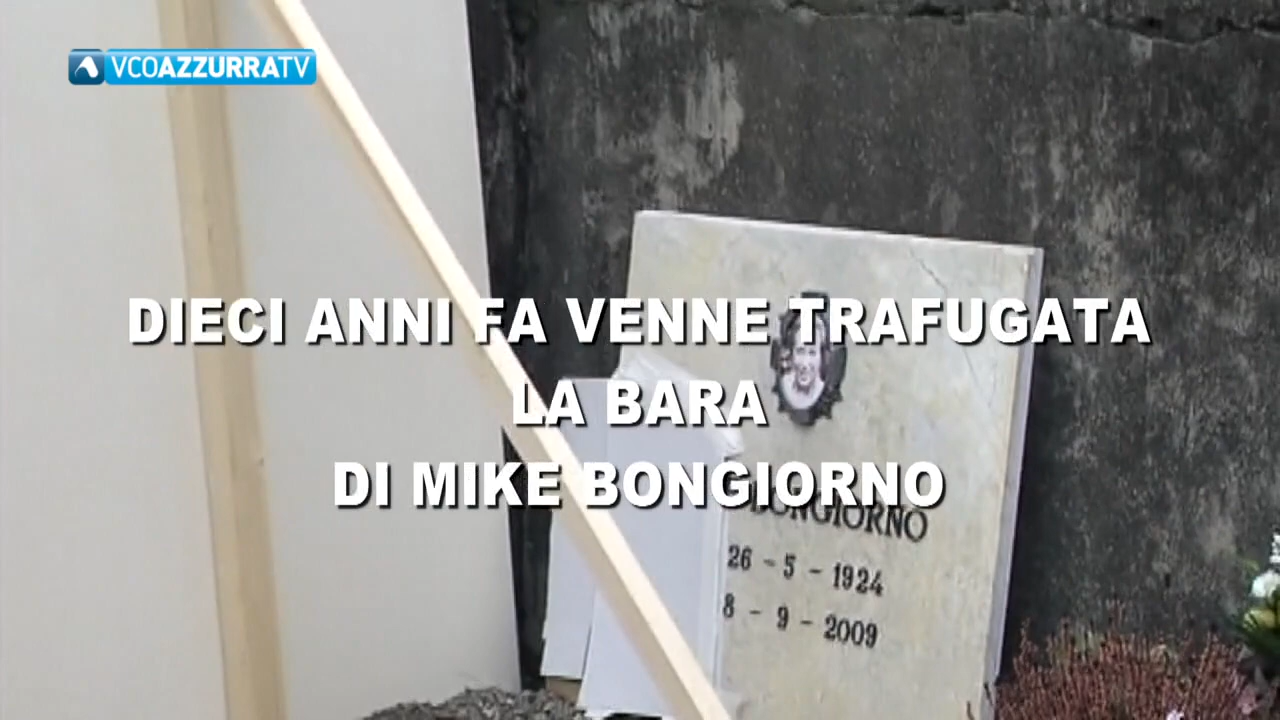 VCOAZZURRATV
DIECI ANNI FA VENNE TRAFUGATA
LA BARA
DI MIKE BONGIORNO
BONGIORNO
26 - 5 - 1924
8 - 9 - 2009